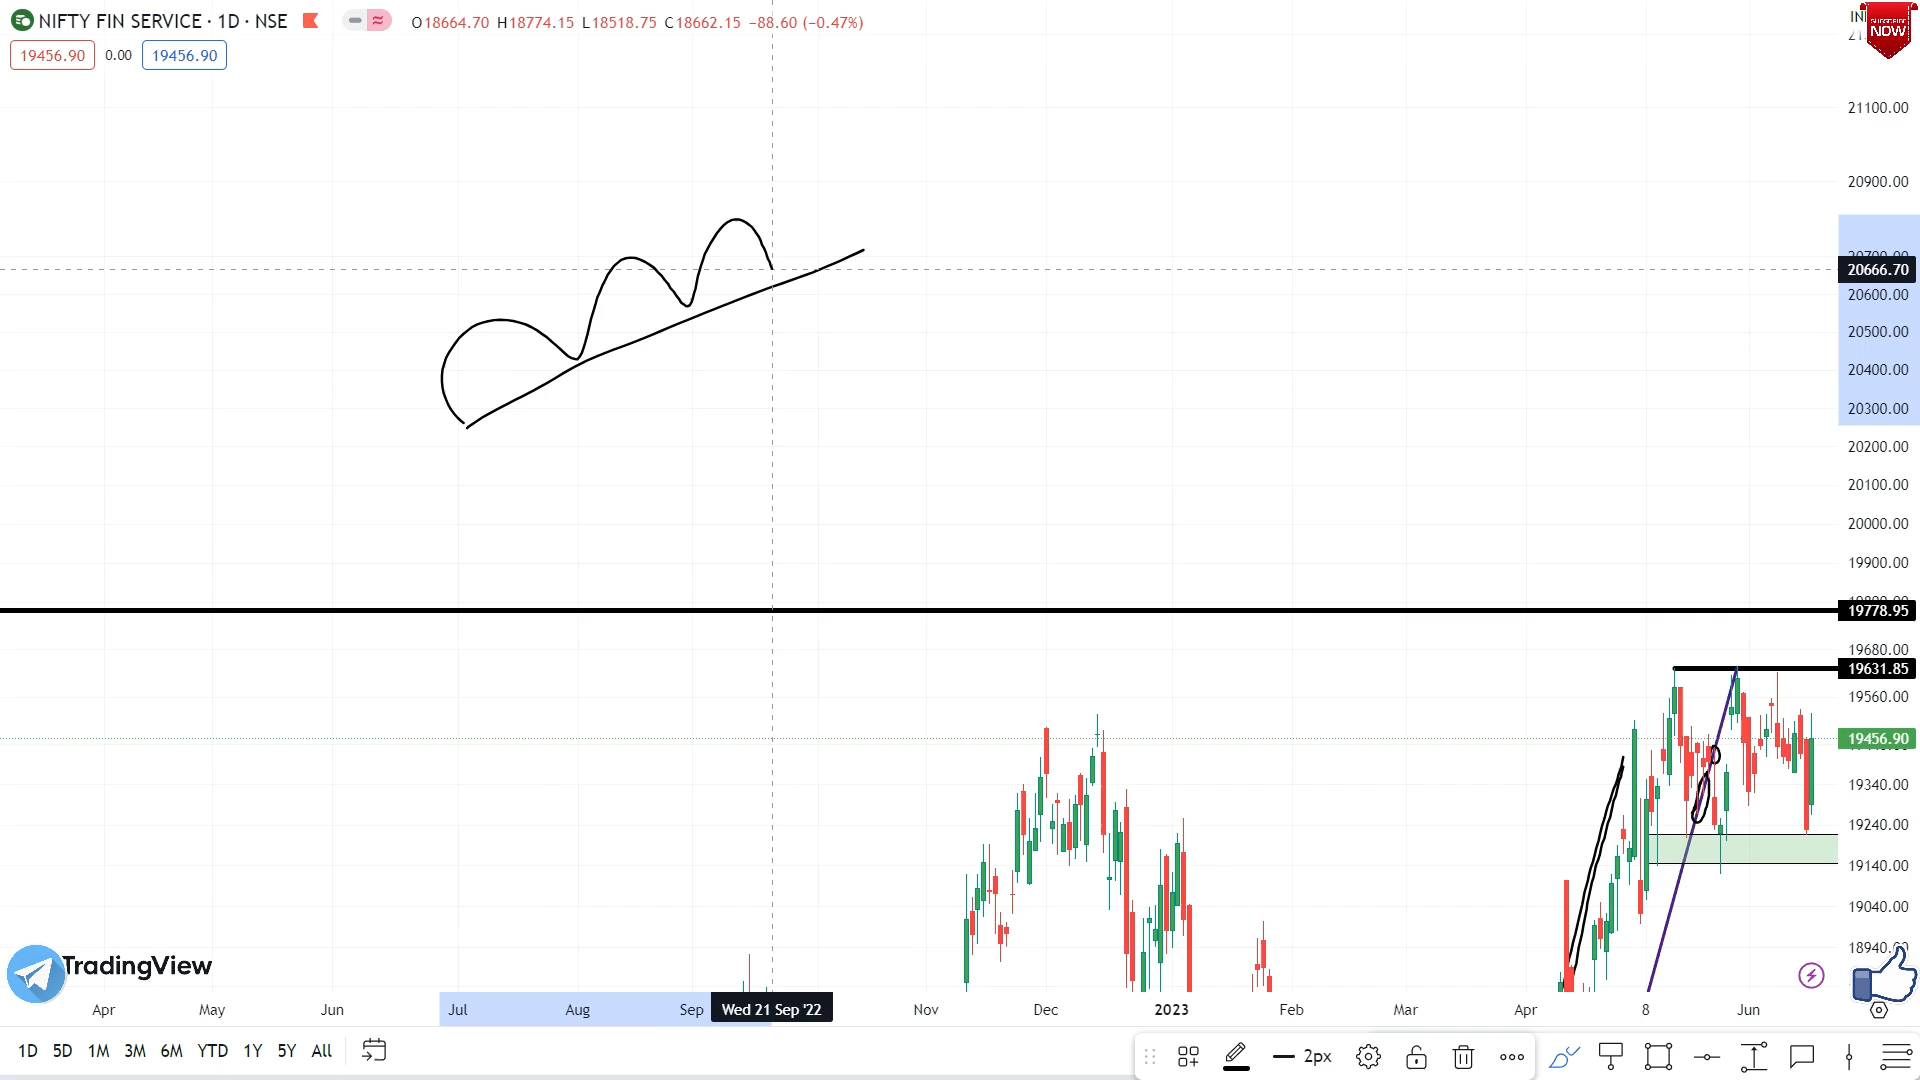 NIFTY FIN SERVICE · 1D · NSE
O18664.70 H18774.15 L18518.75 C18662.15 −88.60 (−0.47%)
19456.90 0.00 19456.90
SUBSCRIBE
NOW
21100.00
20900.00
20666.70
20600.00
20500.00
20400.00
20300.00
20200.00
20100.00
20000.00
19900.00
19778.95
19680.00
19631.85
19560.00
19456.90
19340.00
19240.00
19140.00
19040.00
18940.00
TradingView
Apr May Jun Jul Aug Sep Wed 21 Sep '22 Nov Dec 2023 Feb Mar Apr 8 Jun
1D 5D 1M 3M 6M YTD 1Y 5Y All
2px